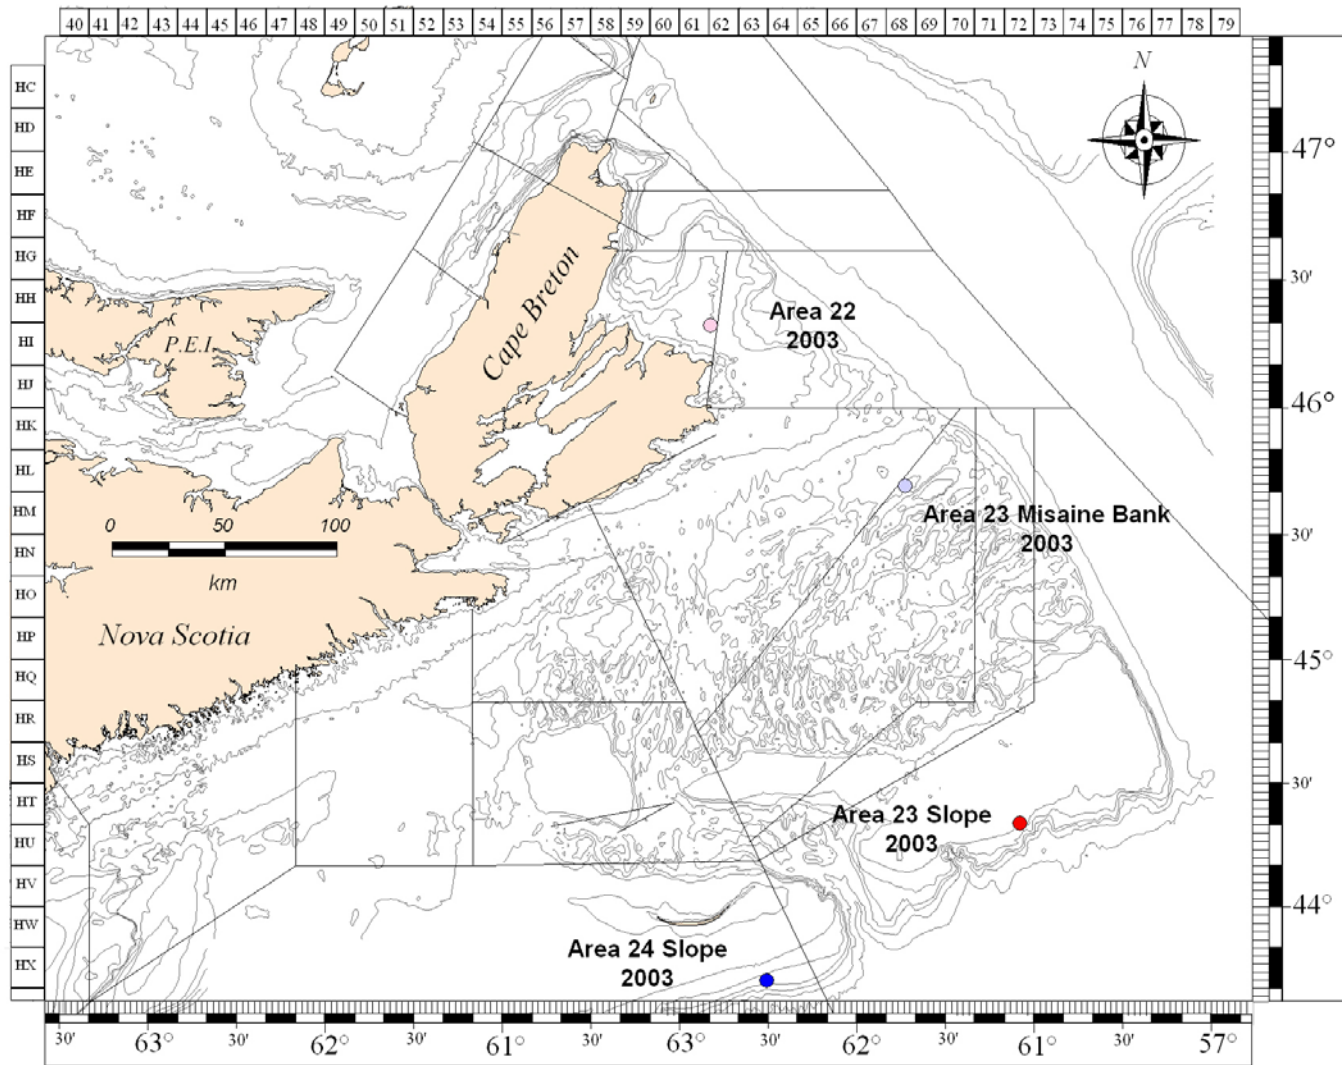 40 41 42 43 44 45 46 47 48 49 50 51 52 53 54 55 56 57 58 59 60 61 62 63 64 65 66 67 68 69 70 71 72 73 74 75 76 77 78 79
N
HC
HD
47°
HE
HF
HG
30'
HH
Area 22
2003
P.E.I.
HI
Cape Breton
HJ
46°
HK
HL
HM
Area 23 Misaine Bank
2003
0 50 100
30'
HN
km
HO
HP
Nova Scotia
45°
HQ
HR
HS
30'
HT
Area 23 Slope
2003
HU
HV
44°
HW
Area 24 Slope
2003
HX
30' 63° 30' 62° 30' 61° 30' 63° 30' 62° 30' 61° 30' 57°